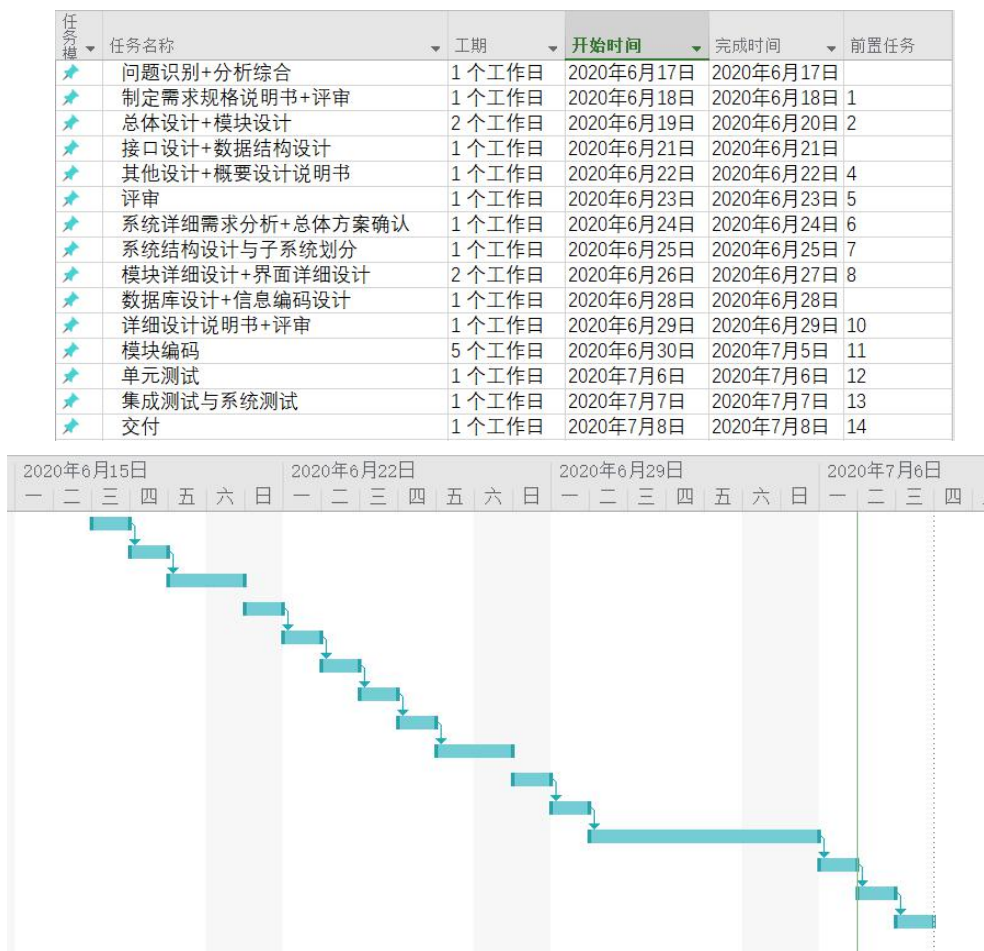 任务模 任务名称 工期 开始时间 完成时间 前置任务
问题识别+分析综合 1 个工作日 2020年6月17日 2020年6月17日
制定需求规格说明书+评审 1 个工作日 2020年6月18日 2020年6月18日 1
总体设计+模块设计 2 个工作日 2020年6月19日 2020年6月20日 2
接口设计+数据结构设计 1 个工作日 2020年6月21日 2020年6月21日
其他设计+概要设计说明书 1 个工作日 2020年6月22日 2020年6月22日 4
评审 1 个工作日 2020年6月23日 2020年6月23日 5
系统详细需求分析+总体方案确认 1 个工作日 2020年6月24日 2020年6月24日 6
系统结构设计与子系统划分 1 个工作日 2020年6月25日 2020年6月25日 7
模块详细设计+界面详细设计 2 个工作日 2020年6月26日 2020年6月27日 8
数据库设计+信息编码设计 1 个工作日 2020年6月28日 2020年6月28日
详细设计说明书+评审 1 个工作日 2020年6月29日 2020年6月29日 10
模块编码 5 个工作日 2020年6月30日 2020年7月5日 11
单元测试 1 个工作日 2020年7月6日 2020年7月6日 12
集成测试与系统测试 1 个工作日 2020年7月7日 2020年7月7日 13
交付 1 个工作日 2020年7月8日 2020年7月8日 14
2020年6月15日 2020年6月22日 2020年6月29日 2020年7月6日
一 二 三 四 五 六 日 一 二 三 四 五 六 日 一 二 三 四 五 六 日 一 二 三 四